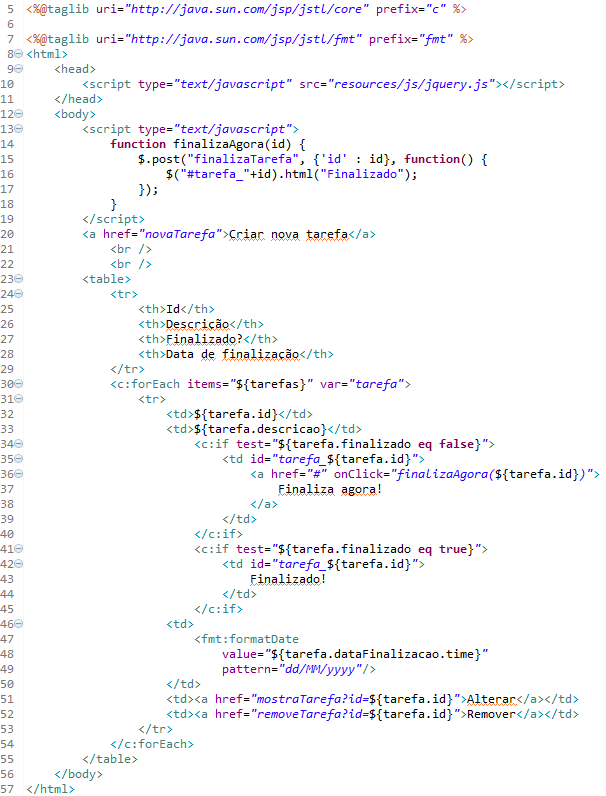 5 <%@taglib uri="http://java.sun.com/jsp/jstl/core" prefix="c" %>
6
7 <%@taglib uri="http://java.sun.com/jsp/jstl/fmt" prefix="fmt" %>
8 <html>
9     <head>
10         <script type="text/javascript" src="resources/js/jquery.js"></script>
11     </head>
12     <body>
13         <script type="text/javascript">
14             function finalizaAgora(id) {
15                 $.post("finalizaTarefa", {'id' : id}, function() {
16                     $("#tarefa_"+id).html("Finalizado");
17                 });
18             }
19         </script>
20         <a href="novaTarefa">Criar nova tarefa</a>
21             <br />
22             <br />
23         <table>
24             <tr>
25                 <th>Id</th>
26                 <th>Descrição</th>
27                 <th>Finalizado?</th>
28                 <th>Data de finalização</th>
29             </tr>
30             <c:forEach items="${tarefas}" var="tarefa">
31                 <tr>
32                     <td>${tarefa.id}</td>
33                     <td>${tarefa.descricao}</td>
34                         <c:if test="${tarefa.finalizado eq false}">
35                             <td id="tarefa_${tarefa.id}">
36                                 <a href="#" onClick="finalizaAgora(${tarefa.id})">
37                                     Finaliza agora!
38                                 </a>
39                             </td>
40                         </c:if>
41                         <c:if test="${tarefa.finalizado eq true}">
42                             <td id="tarefa_${tarefa.id}">
43                                 Finalizado!
44                             </td>
45                         </c:if>
46                     <td>
47                         <fmt:formatDate
48                             value="${tarefa.dataFinalizacao.time}"
49                             pattern="dd/MM/yyyy"/>
50                     </td>
51                     <td><a href="mostraTarefa?id=${tarefa.id}">Alterar</a></td>
52                     <td><a href="removeTarefa?id=${tarefa.id}">Remover</a></td>
53                 </tr>
54             </c:forEach>
55         </table>
56     </body>
57 </html>